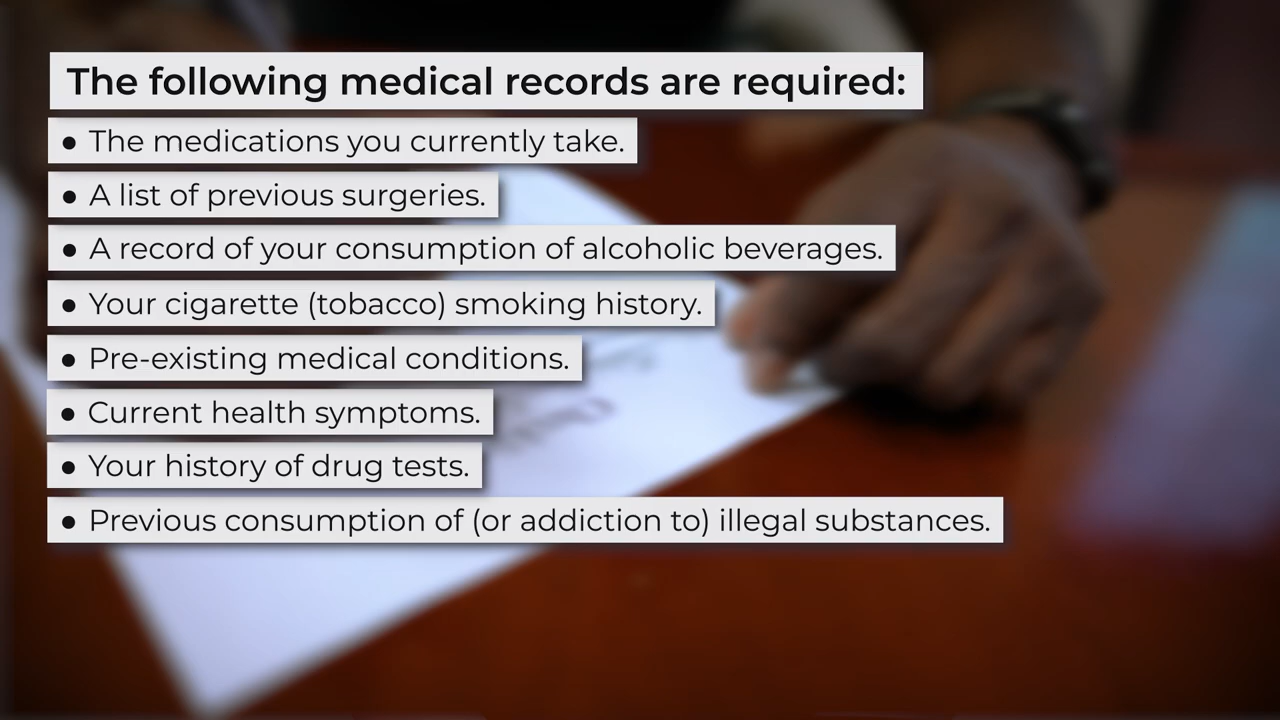 The following medical records are required:
● The medications you currently take.
● A list of previous surgeries.
● A record of your consumption of alcoholic beverages.
● Your cigarette (tobacco) smoking history.
● Pre-existing medical conditions.
● Current health symptoms.
● Your history of drug tests.
● Previous consumption of (or addiction to) illegal substances.